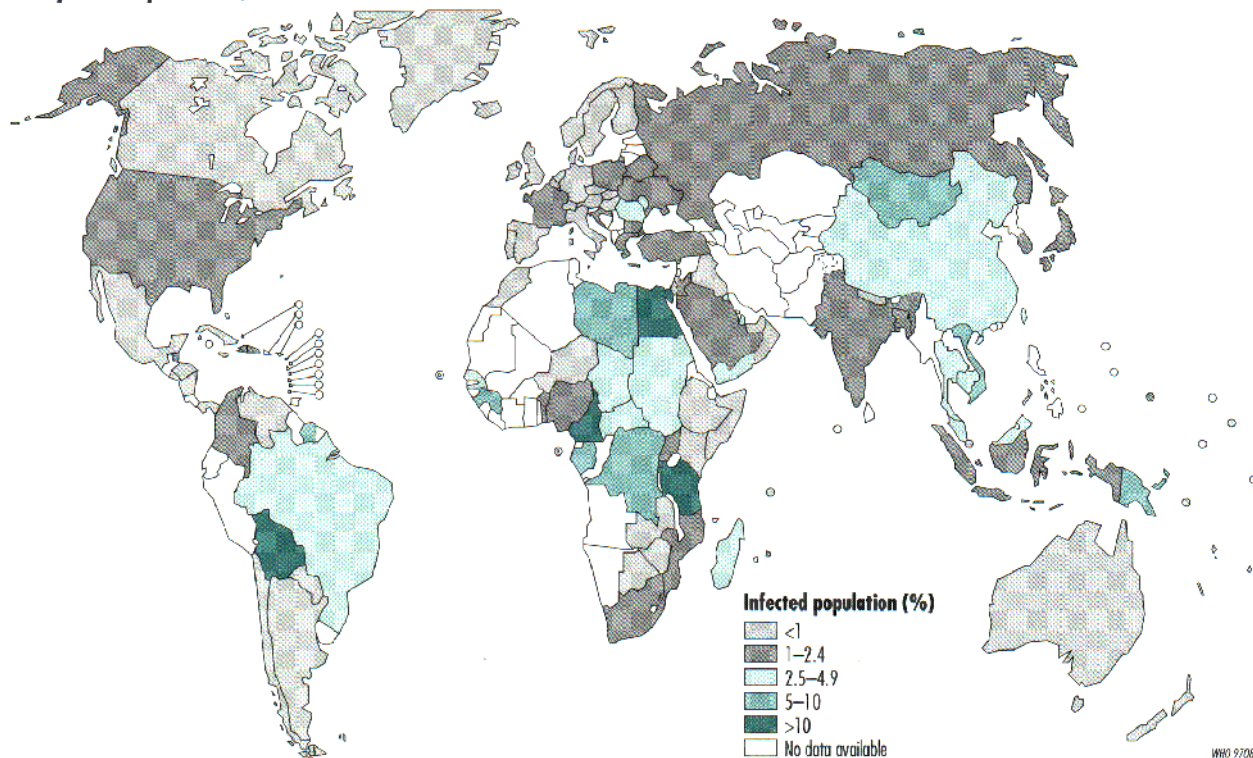 Infected population (%)
<1
1–2.4
2.5–4.9
5–10
>10
No data available
WHO 9708